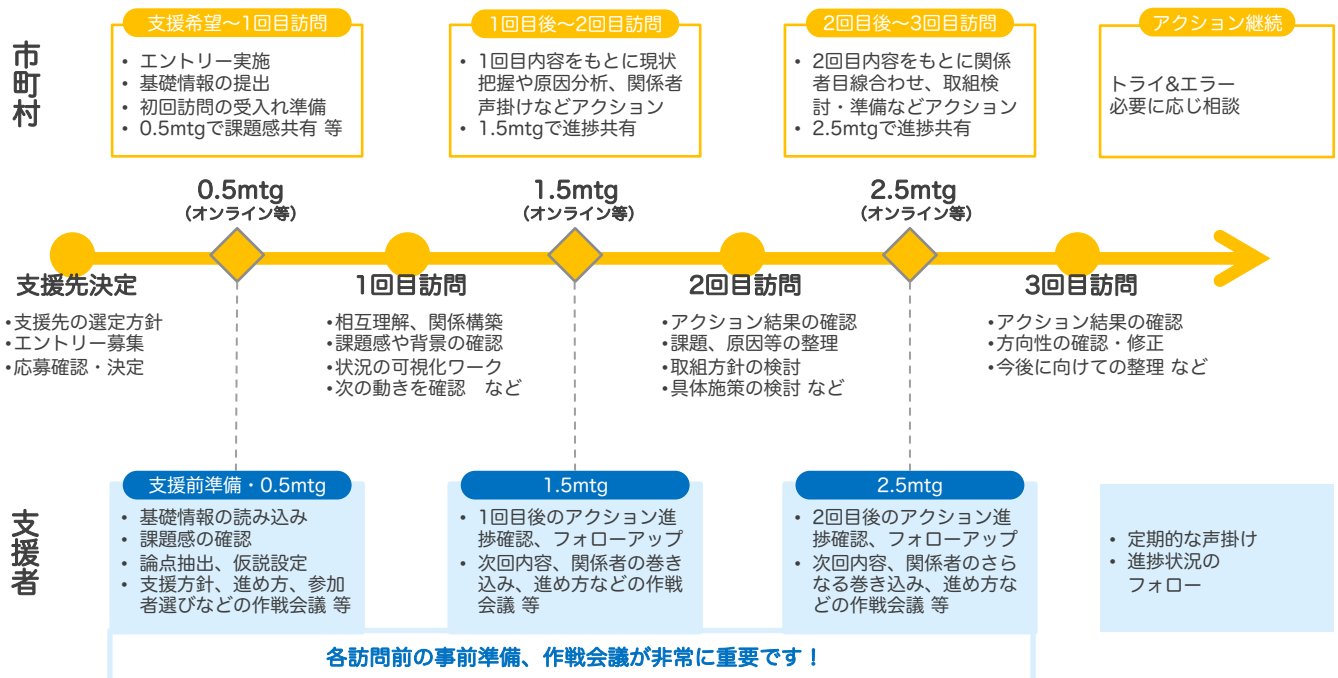 市町村
支援希望～1回目訪問
• エントリー実施
• 基礎情報の提出
• 初回訪問の受入れ準備
• 0.5mtgで課題感共有 等
1回目後～2回目訪問
• 1回目内容をもとに現状
把握や原因分析、関係者
声掛けなどアクション
• 1.5mtgで進捗共有
2回目後～3回目訪問
• 2回目内容をもとに関係
者目線合わせ、取組検
討・準備などアクション
• 2.5mtgで進捗共有
アクション継続
トライ&エラー
必要に応じ相談
0.5mtg
（オンライン等）
1.5mtg
（オンライン等）
2.5mtg
（オンライン等）
支援先決定
•支援先の選定方針
•エントリー募集
•応募確認・決定
1回目訪問
•相互理解、関係構築
•課題感や背景の確認
•状況の可視化ワーク
•次の動きを確認　など
2回目訪問
•アクション結果の確認
•課題、原因等の整理
•取組方針の検討
•具体施策の検討 など
3回目訪問
•アクション結果の確認
•方向性の確認・修正
•今後に向けての整理 など
支援者
支援前準備・0.5mtg
• 基礎情報の読み込み
• 課題感の確認
• 論点抽出、仮説設定
• 支援方針、進め方、参加
者選びなどの作戦会議 等
1.5mtg
• 1回目後のアクション進
捗確認、フォローアップ
• 次回内容、関係者の巻き
込み、進め方などの作戦
会議 等
2.5mtg
• 2回目後のアクション進
捗確認、フォローアップ
• 次回内容、関係者のさら
なる巻き込み、進め方な
どの作戦会議 等
• 定期的な声掛け
• 進捗状況の
フォロー
各訪問前の事前準備、作戦会議が非常に重要です！